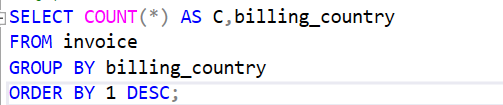 SELECT COUNT(*) AS C,billing_country
FROM invoice
GROUP BY billing_country
ORDER BY 1 DESC;